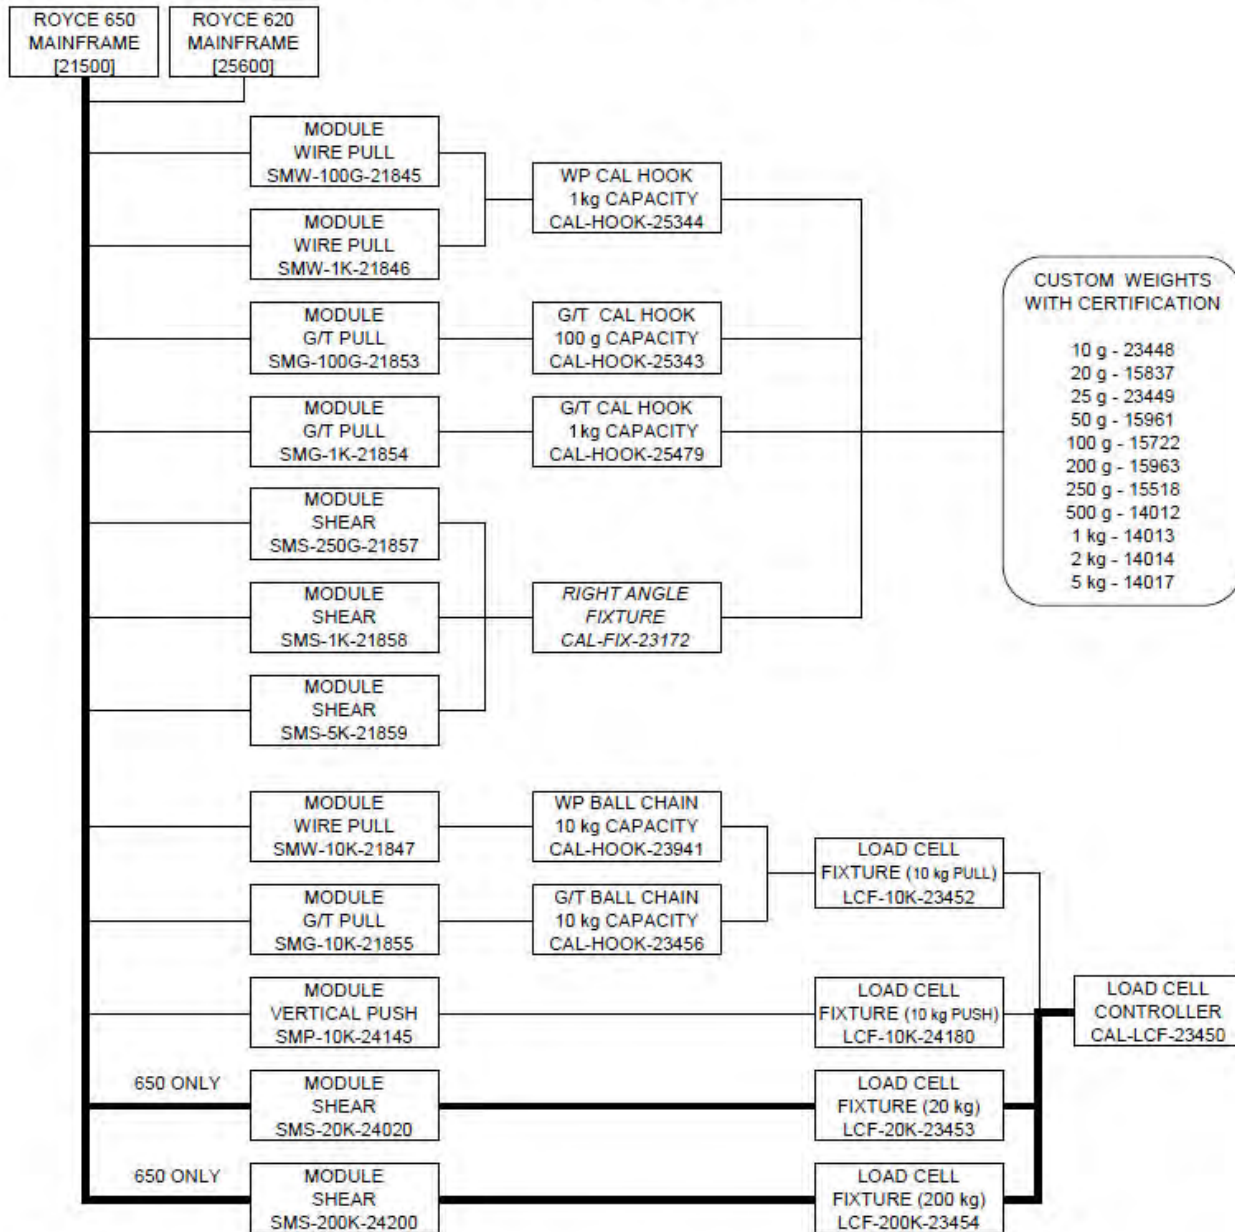 ROYCE 650
MAINFRAME
[21500]
ROYCE 620
MAINFRAME
[25600]
MODULE
WIRE PULL
SMW-100G-21845
WP CAL HOOK
1kg CAPACITY
CAL-HOOK-25344
MODULE
WIRE PULL
SMW-1K-21846
MODULE
G/T PULL
SMG-100G-21853
G/T CAL HOOK
100 g CAPACITY
CAL-HOOK-25343
MODULE
G/T PULL
SMG-1K-21854
G/T CAL HOOK
1kg CAPACITY
CAL-HOOK-25479
CUSTOM WEIGHTS
WITH CERTIFICATION
10 g - 23448
20 g - 15837
25 g - 23449
50 g - 15961
100 g - 15722
200 g - 15963
250 g - 15518
500 g - 14012
1 kg - 14013
2 kg - 14014
5 kg - 14017
MODULE
SHEAR
SMS-250G-21857
MODULE
SHEAR
SMS-1K-21858
RIGHT ANGLE
FIXTURE
CAL-FIX-23172
MODULE
SHEAR
SMS-5K-21859
MODULE
WIRE PULL
SMW-10K-21847
WP BALL CHAIN
10 kg CAPACITY
CAL-HOOK-23941
MODULE
G/T PULL
SMG-10K-21855
G/T BALL CHAIN
10 kg CAPACITY
CAL-HOOK-23456
LOAD CELL
FIXTURE (10 kg PULL)
LCF-10K-23452
MODULE
VERTICAL PUSH
SMP-10K-24145
LOAD CELL
FIXTURE (10 kg PUSH)
LCF-10K-24180
LOAD CELL
CONTROLLER
CAL-LCF-23450
650 ONLY
MODULE
SHEAR
SMS-20K-24020
LOAD CELL
FIXTURE (20 kg)
LCF-20K-23453
650 ONLY
MODULE
SHEAR
SMS-200K-24200
LOAD CELL
FIXTURE (200 kg)
LCF-200K-23454